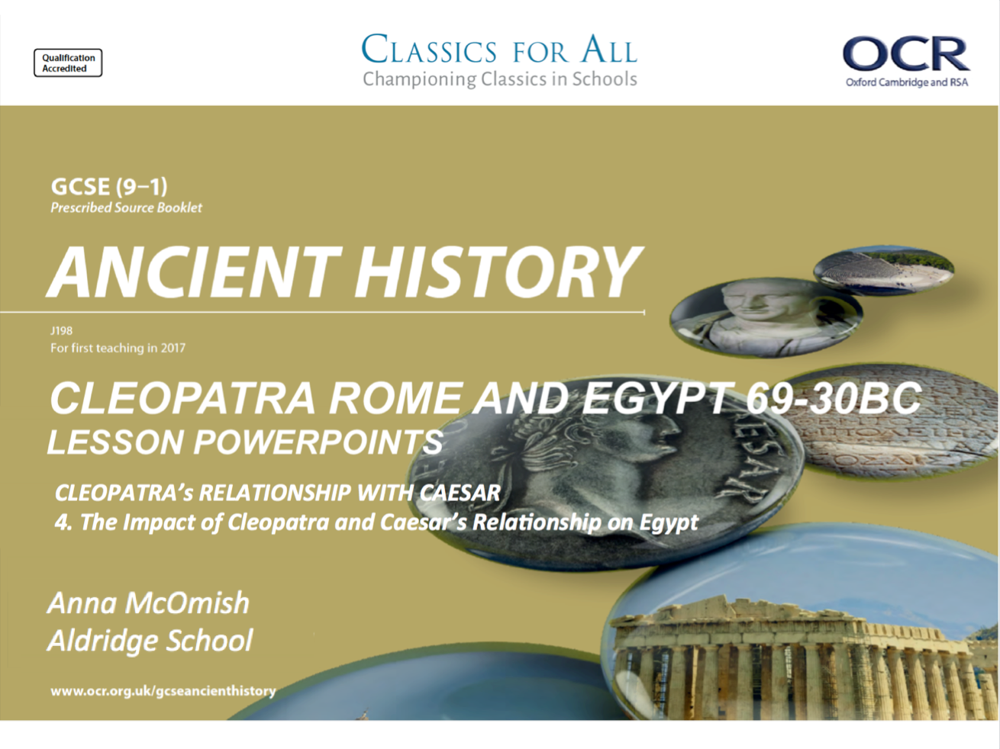 Qualification
Accredited
CLASSICS FOR ALL
Championing Classics in Schools
OCR
Oxford Cambridge and RSA
GCSE (9–1)
Prescribed Source Booklet
ANCIENT HISTORY
J198
For first teaching in 2017
CLEOPATRA ROME AND EGYPT 69-30BC
LESSON POWERPOINTS
CLEOPATRA's RELATIONSHIP WITH CAESAR
4. The Impact of Cleopatra and Caesar's Relationship on Egypt
Anna McOmish
Aldridge School
www.ocr.org.uk/gcseancienthistory